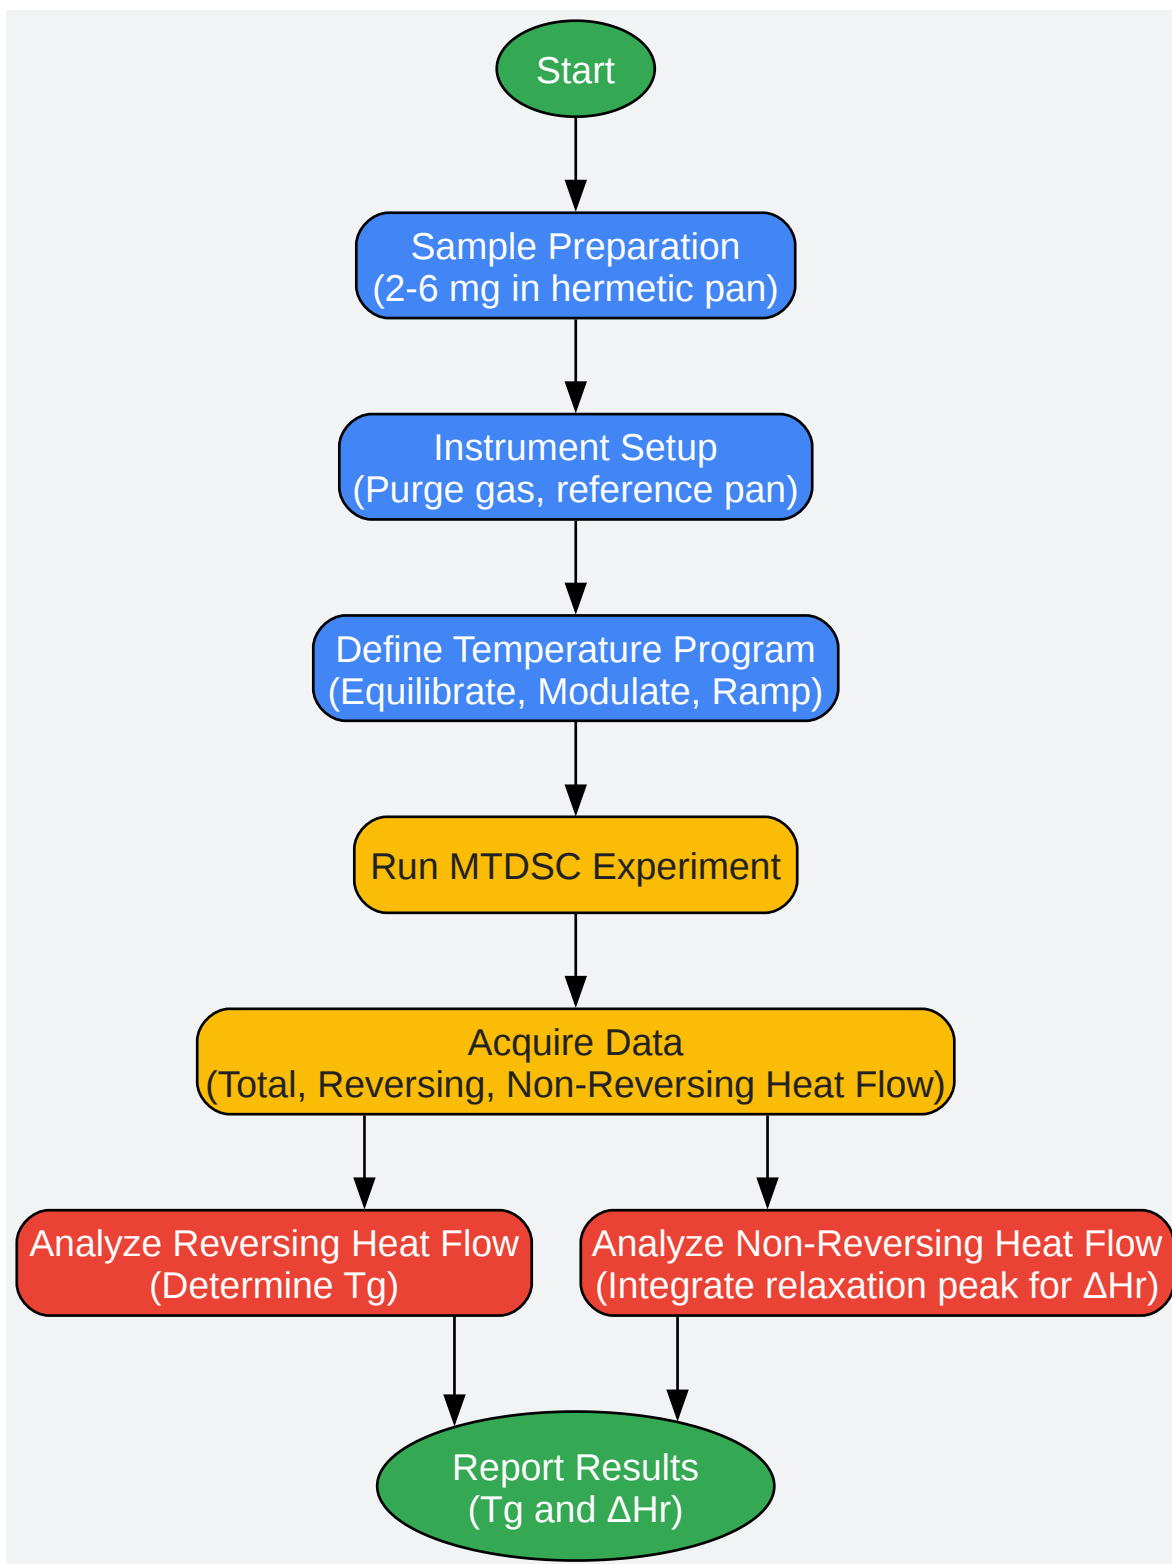 Start
Sample Preparation
(2-6 mg in hermetic pan)
Instrument Setup
(Purge gas, reference pan)
Define Temperature Program
(Equilibrate, Modulate, Ramp)
Run MTDSC Experiment
Acquire Data
(Total, Reversing, Non-Reversing Heat Flow)
Analyze Reversing Heat Flow
(Determine Tg)
Analyze Non-Reversing Heat Flow
(Integrate relaxation peak for ΔHr)
Report Results
(Tg and ΔHr)